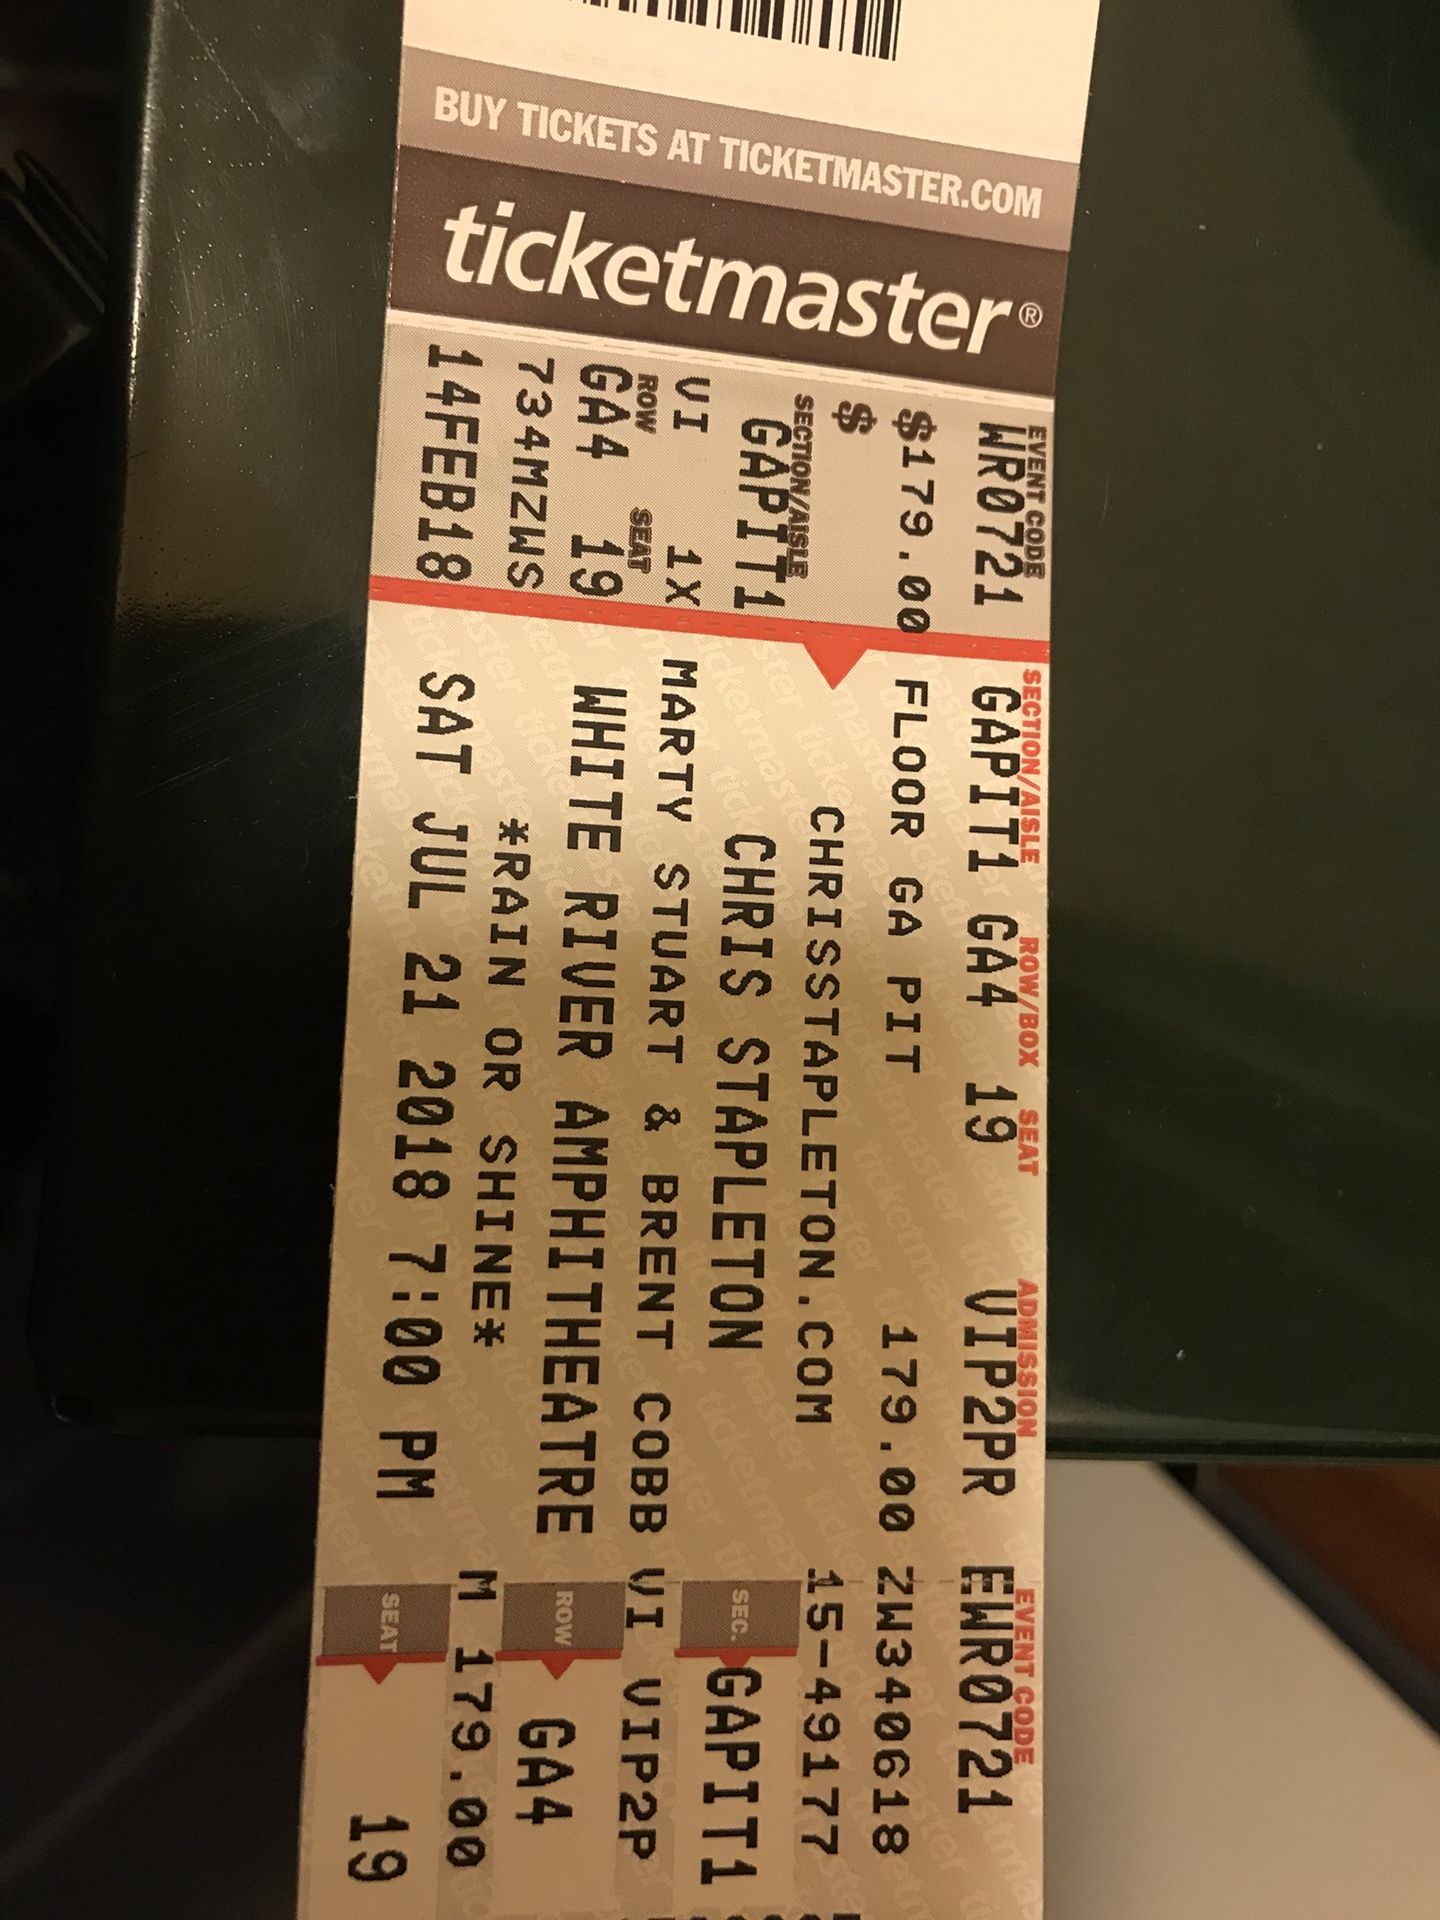 BUY TICKETS AT TICKETMASTER.COM
ticketmaster®
EVENT CODE
WR0721
$179.00
$
SECTION/AISLE
GAPIT1
VI 1X
ROW SEAT
GA4 19
734MZWS
14FEB18
SECTION/AISLE ROW/BOX SEAT ADMISSION EVENT CODE
GAPIT1 GA4 19 VIP2PR EWR0721
FLOOR GA PIT 179.00
CHRISSTAPLETON.COM
CHRIS STAPLETON
MARTY STUART & BRENT COBB
WHITE RIVER AMPHITHEATRE
*RAIN OR SHINE*
SAT JUL 21 2018 7:00 PM
ZW340618
15-49177
SEC. GAPIT1
VI VIP2P
ROW GA4
M 179.00
SEAT 19